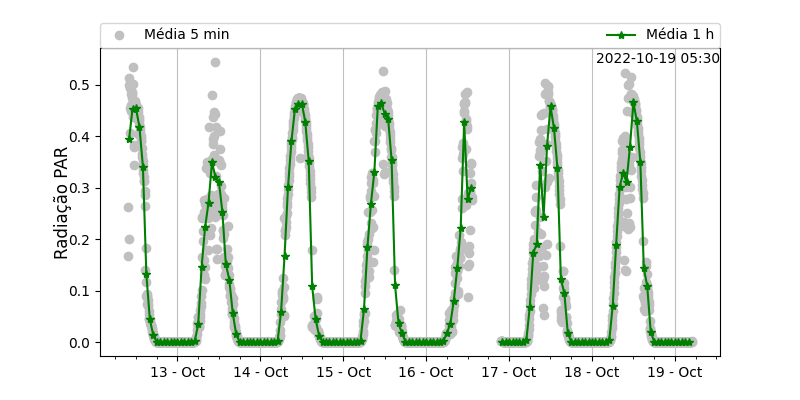 Média 5 min
Média 1 h
2022-10-19 05:30
Radiação PAR
0.5
0.4
0.3
0.2
0.1
0.0
13 - Oct
14 - Oct
15 - Oct
16 - Oct
17 - Oct
18 - Oct
19 - Oct